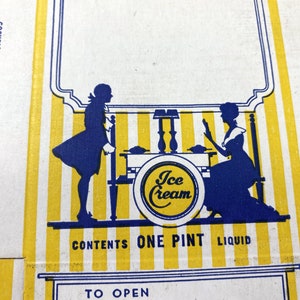 Ice
Cream
CONTENTS ONE PINT LIQUID
TO OPEN